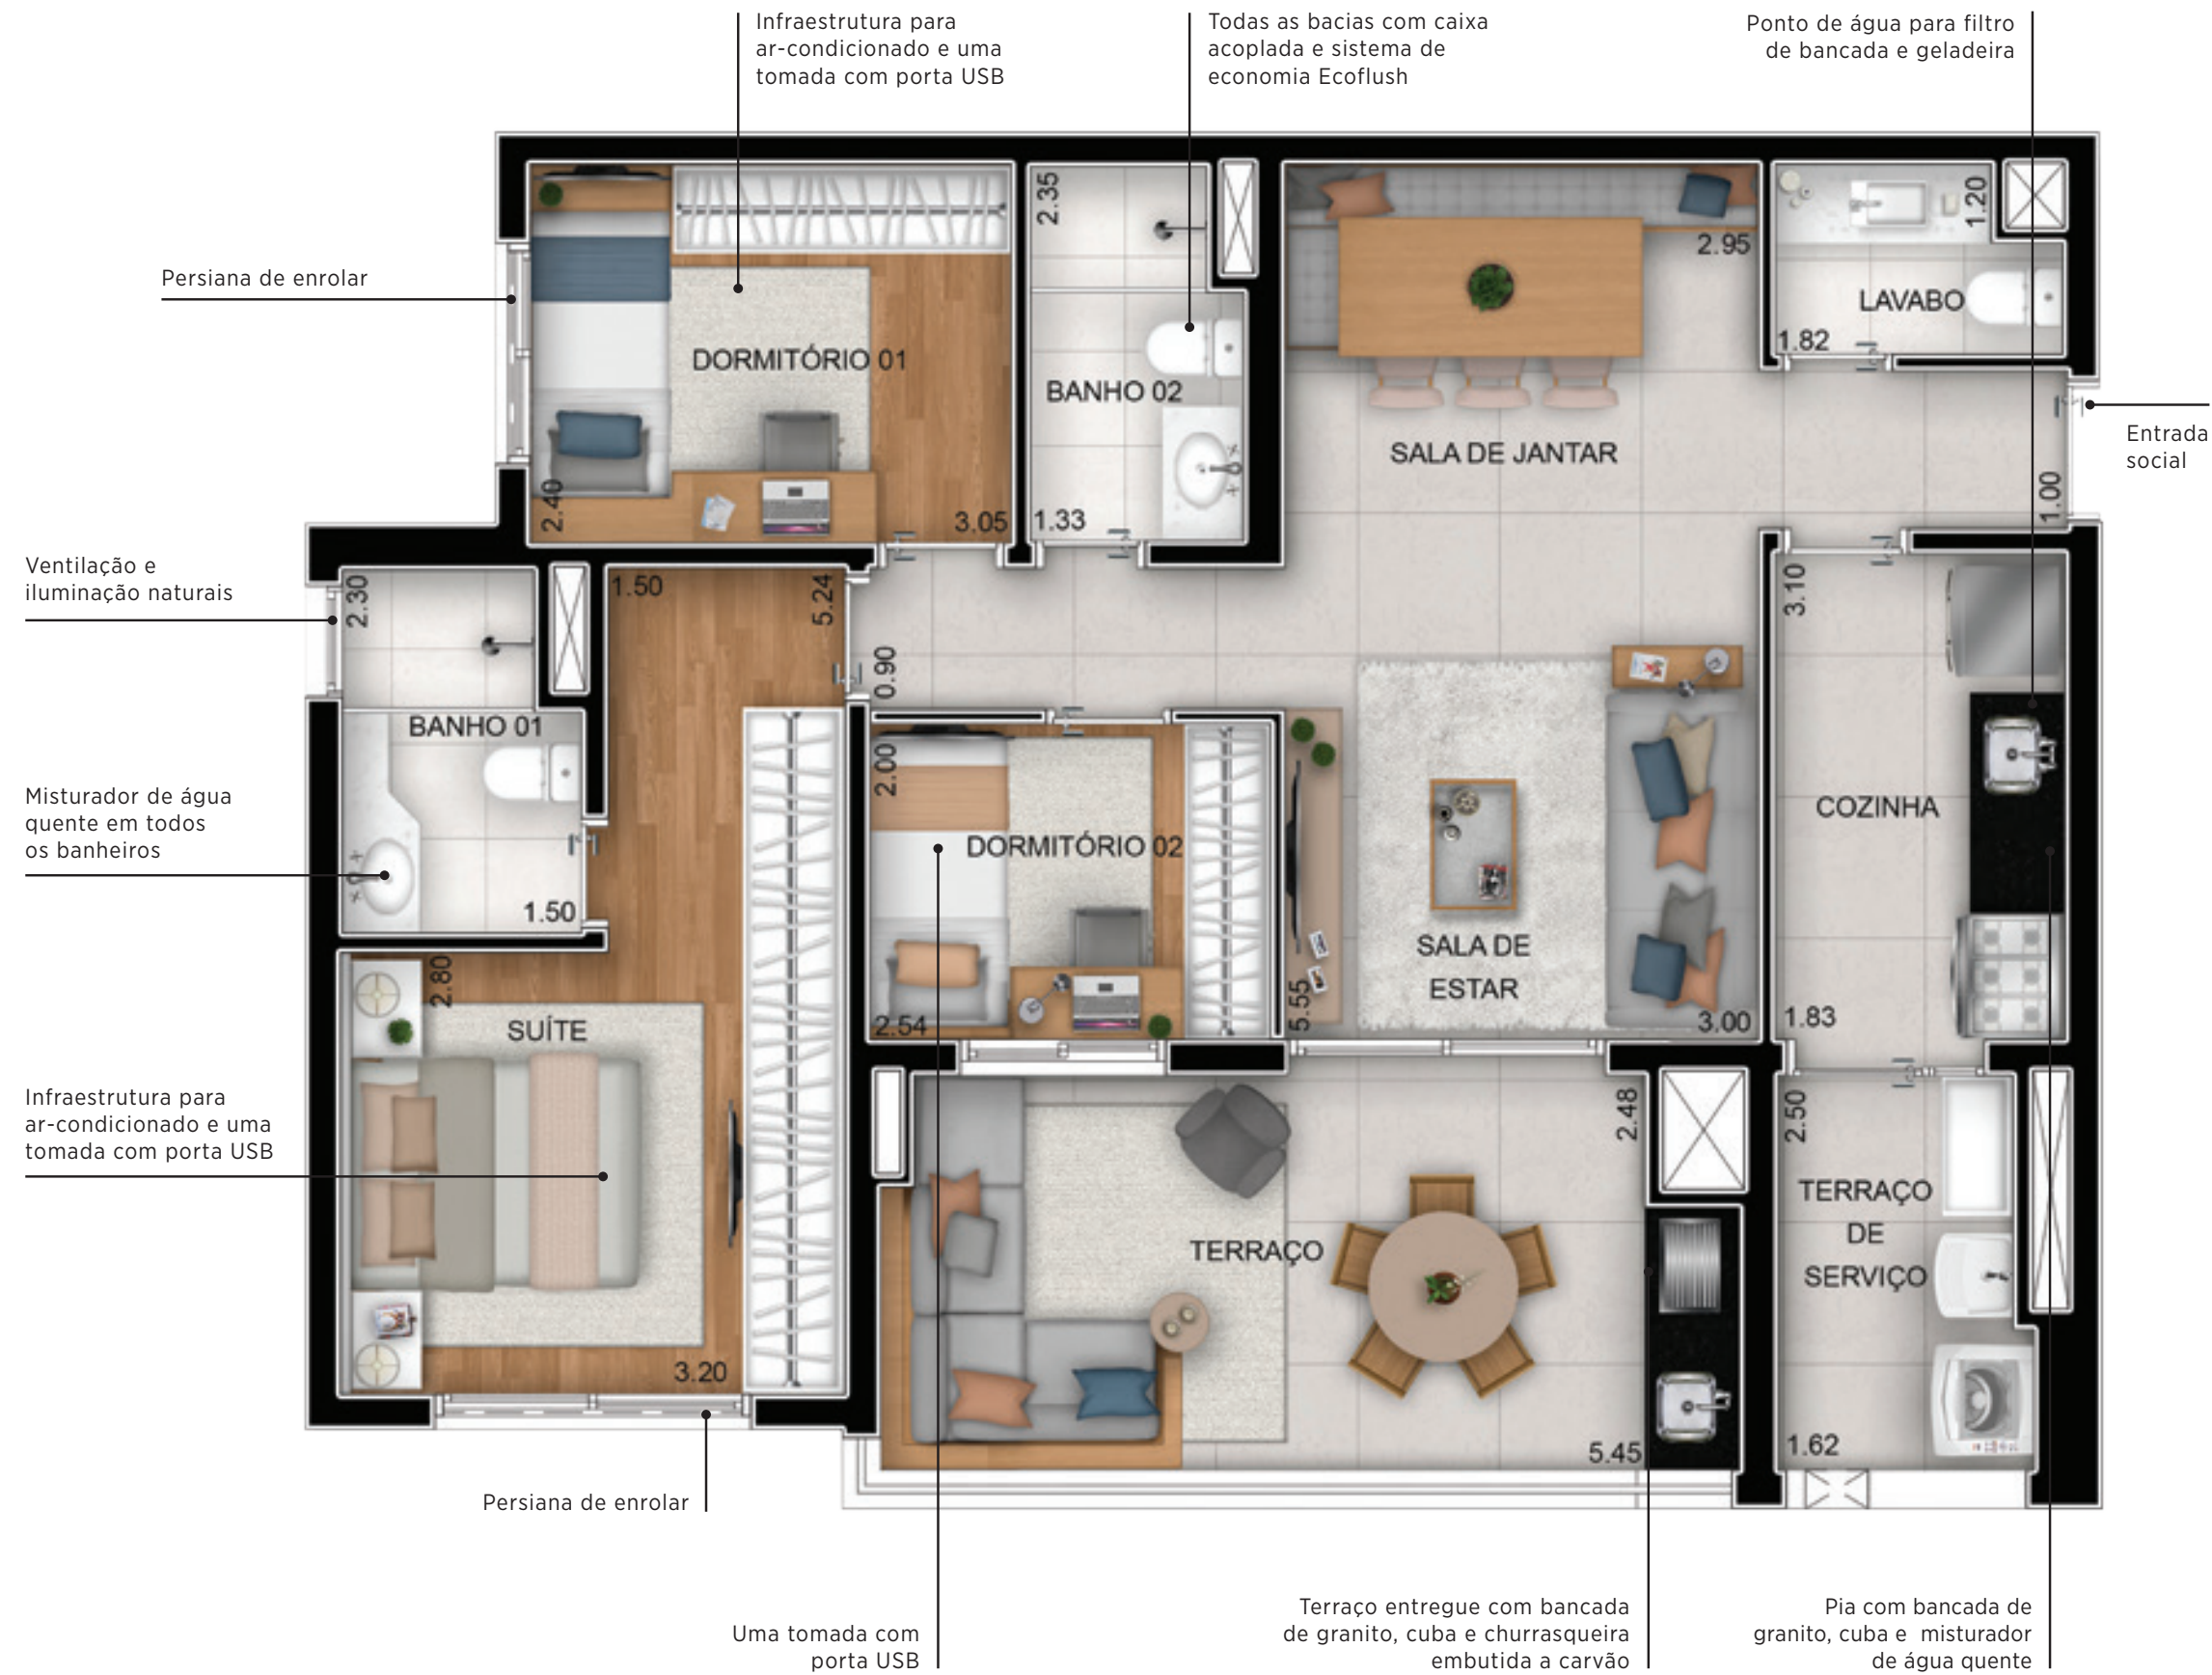 Infraestrutura para
ar-condicionado e uma
tomada com porta USB
Todas as bacias com caixa
acoplada e sistema de
economia Ecoflush
Ponto de água para filtro
de bancada e geladeira
Persiana de enrolar
DORMITÓRIO 01
2.40
3.05
2.35
BANHO 02
1.33
2.95
SALA DE JANTAR
1.20
LAVABO
1.82
Entrada
social
1.00
Ventilação e
iluminação naturais
2.30
1.50
5.24
0.90
BANHO 01
1.50
Misturador de água
quente em todos
os banheiros
2.00
DORMITÓRIO 02
2.54
SALA DE
ESTAR
5.55
3.00
3.10
COZINHA
1.83
2.80
SUÍTE
3.20
Infraestrutura para
ar-condicionado e uma
tomada com porta USB
2.48
TERRAÇO
5.45
2.50
TERRAÇO
DE
SERVIÇO
1.62
Persiana de enrolar
Uma tomada com
porta USB
Terraço entregue com bancada
de granito, cuba e churrasqueira
embutida a carvão
Pia com bancada de
granito, cuba e  misturador
de água quente